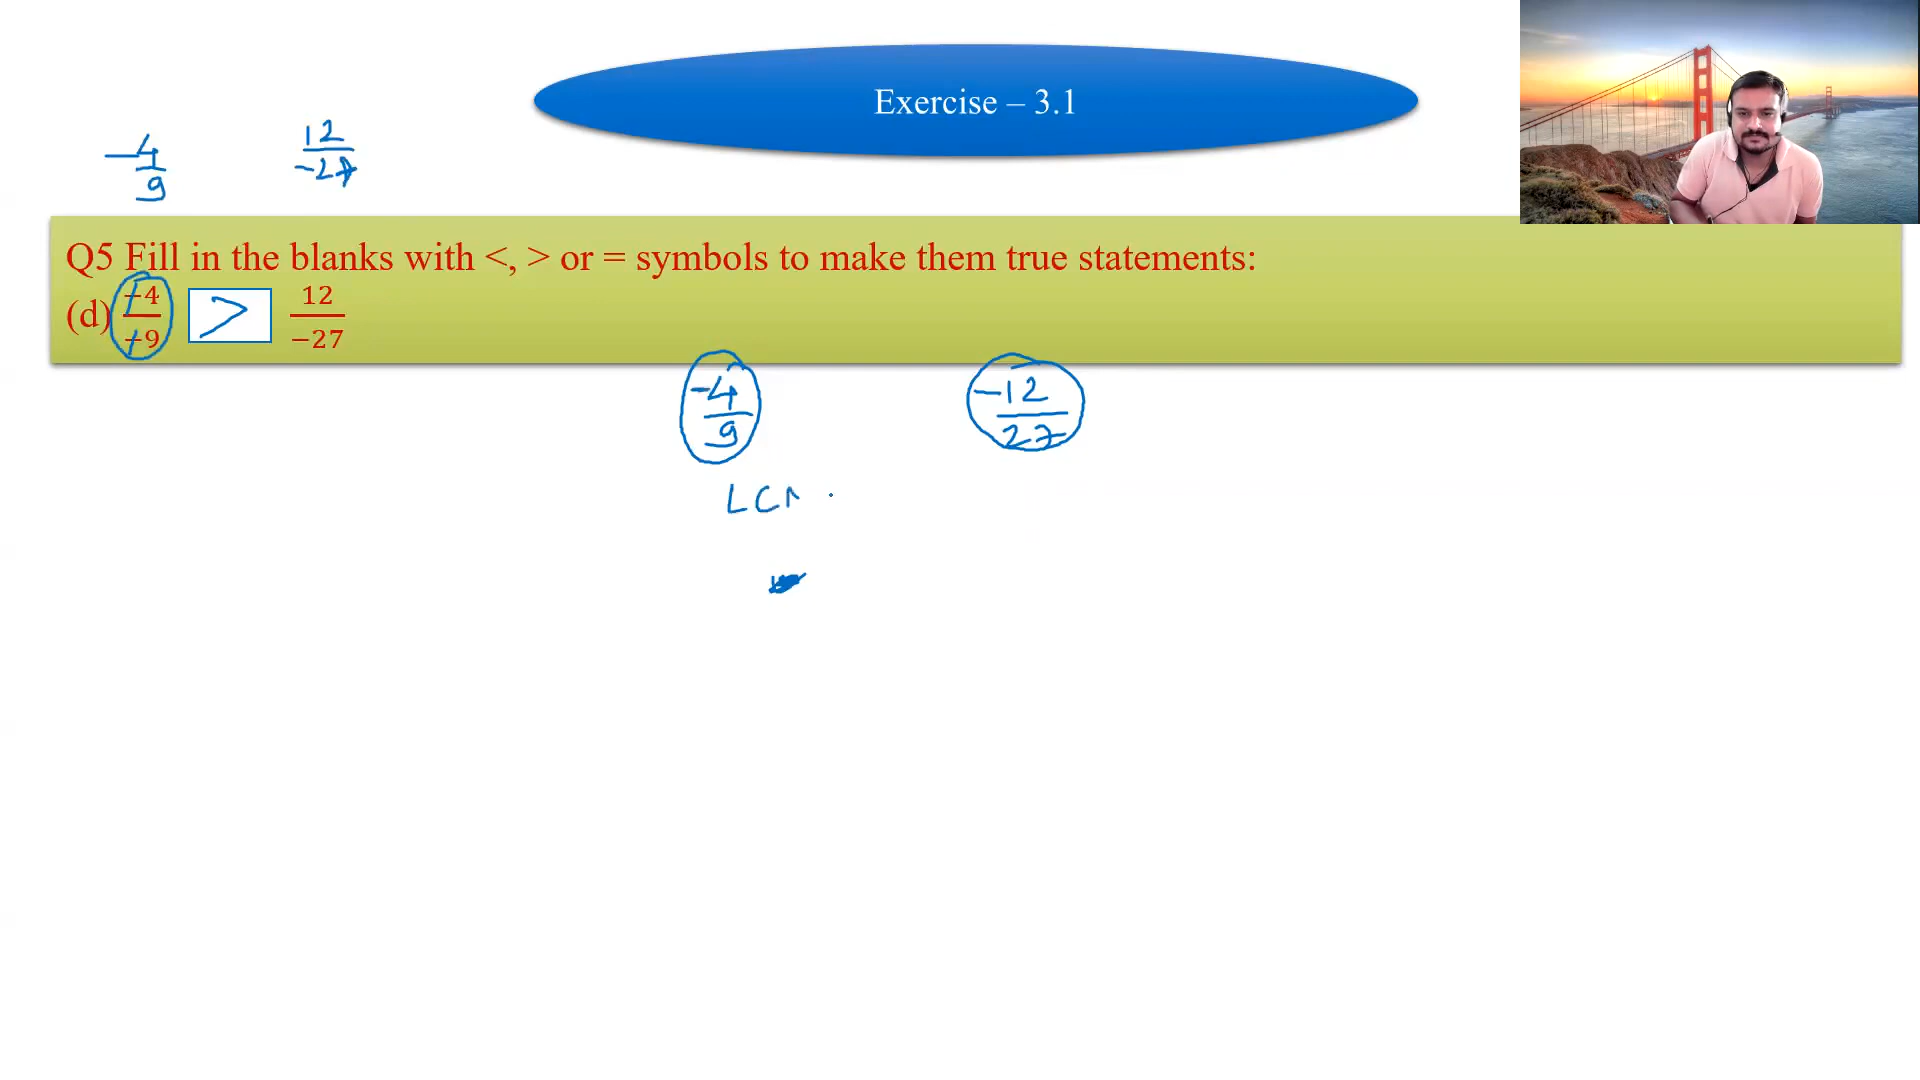 Exercise – 3.1
-4/9 12/-27
Q5 Fill in the blanks with <, > or = symbols to make them true statements:
(d) -4/-9 > 12/-27
-4/9 -12/27
LCM